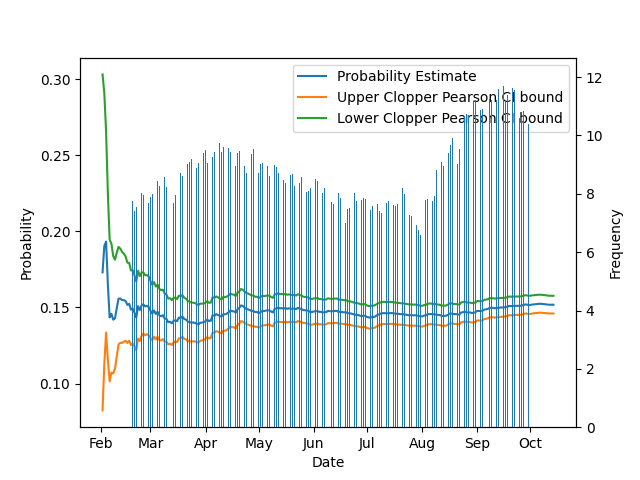 Probability Estimate
Upper Clopper Pearson CI bound
Lower Clopper Pearson CI bound
0.30
0.25
0.20
0.15
0.10
Probability
12
10
8
6
4
2
0
Frequency
Feb Mar Apr May Jun Jul Aug Sep Oct
Date